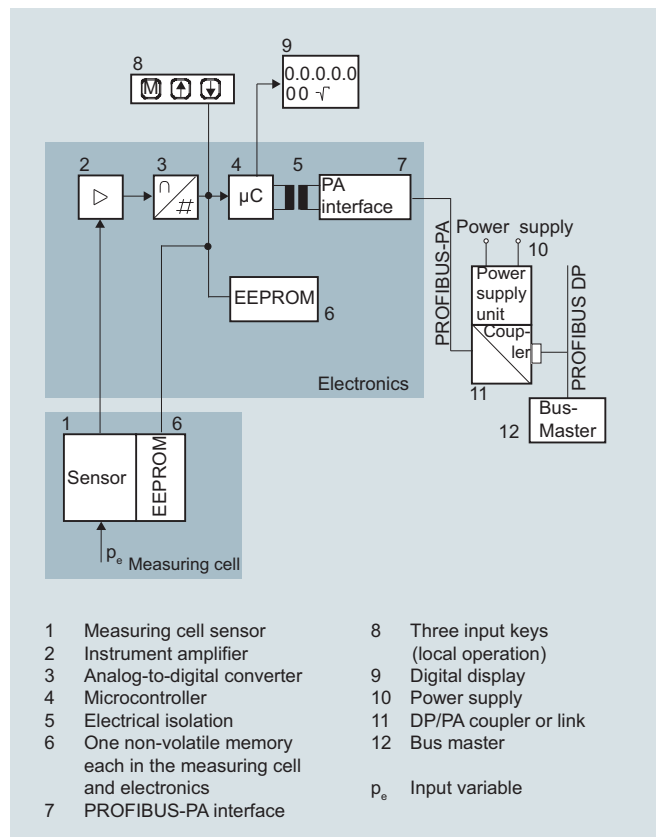 8
M ↑ ↓
9
0.0.0.0.0
00 √
2
3
∩
#
4
µC
5
PA
interface
7
EEPROM
6
Electronics
PROFIBUS-PA
Power supply
10
Power
supply
unit
Coup-
ler
11
PROFIBUS DP
12
Bus-
Master
1
6
Sensor
EEPROM
pe
Measuring cell
1 Measuring cell sensor
2 Instrument amplifier
3 Analog-to-digital converter
4 Microcontroller
5 Electrical isolation
6 One non-volatile memory
each in the measuring cell
and electronics
7 PROFIBUS-PA interface
8 Three input keys
(local operation)
9 Digital display
10 Power supply
11 DP/PA coupler or link
12 Bus master
pe Input variable